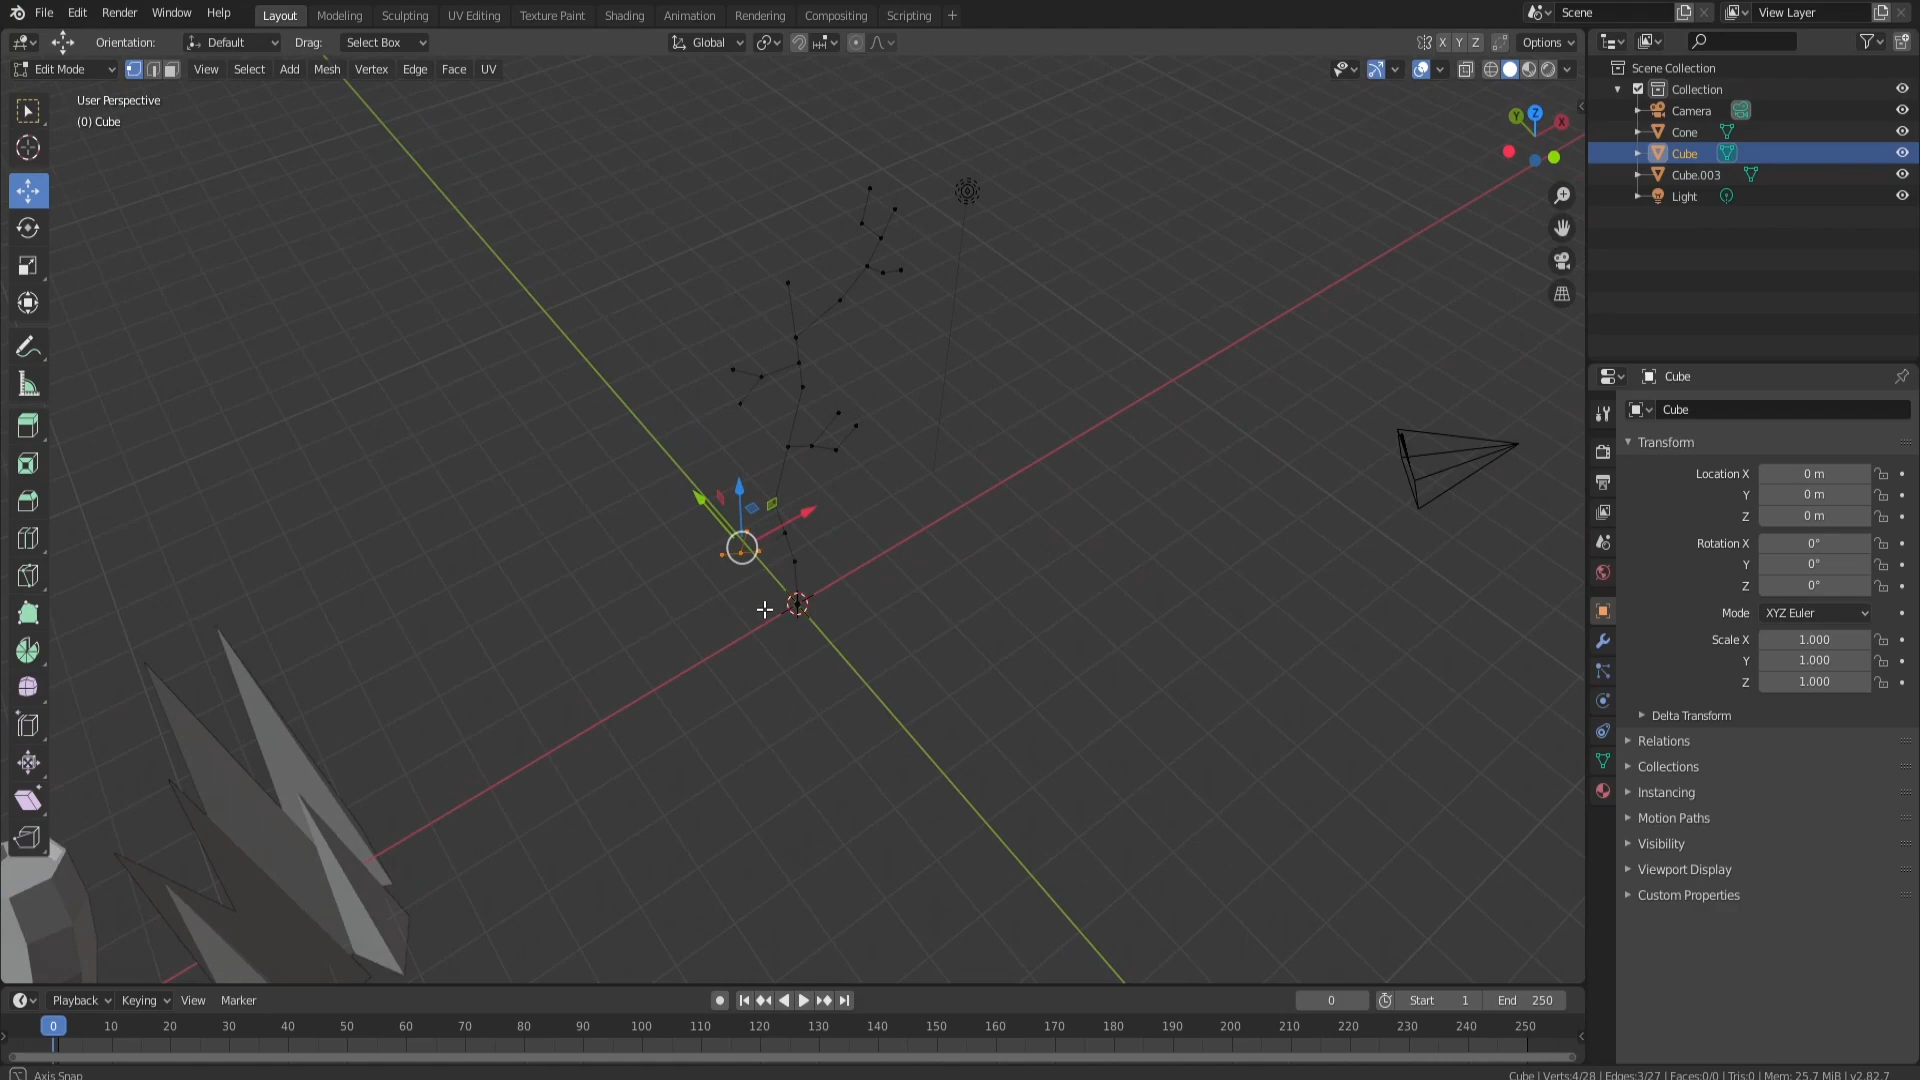 File Edit Render Window Help
Layout Modeling Sculpting UV Editing Texture Paint Shading Animation Rendering Compositing Scripting +
Scene
View Layer
Orientation: Default Drag: Select Box
Global
X Y Z Options
Edit Mode View Select Add Mesh Vertex Edge Face UV
User Perspective
(0) Cube
Y Z X
Scene Collection
Collection
Camera
Cone
Cube
Cube.003
Light
Cube
Cube
Transform
Location X 0 m
Y 0 m
Z 0 m
Rotation X 0°
Y 0°
Z 0°
Mode XYZ Euler
Scale X 1.000
Y 1.000
Z 1.000
Delta Transform
Relations
Collections
Instancing
Motion Paths
Visibility
Viewport Display
Custom Properties
Playback Keying View Marker
0 Start 1 End 250
0 10 20 30 40 50 60 70 80 90 100 110 120 130 140 150 160 170 180 190 200 210 220 230 240 250
Axis Snap
Cube | Verts:4/28 | Edges:3/27 | Faces:0/0 | Tris:0 | Mem: 25.7 MiB | v2.82.7